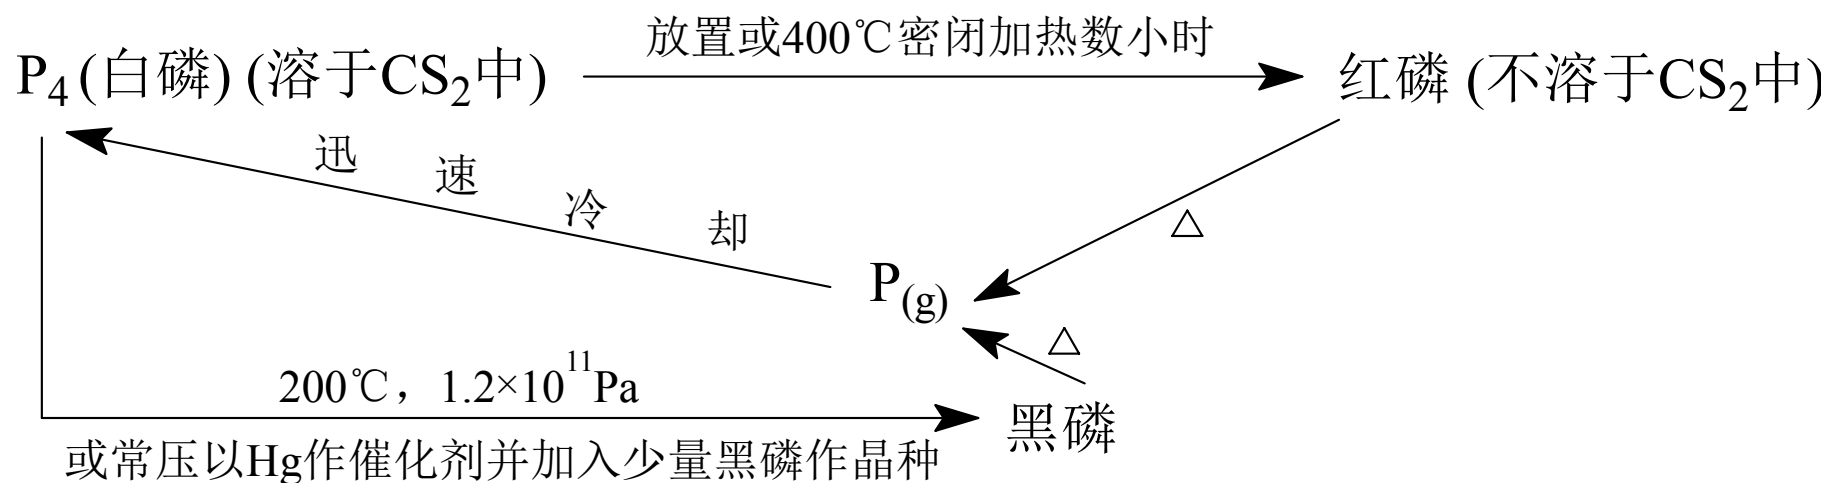 放置或400℃密闭加热数小时
P₄(白磷)(溶于CS₂中)
红磷 (不溶于CS₂中)
迅速冷却
△
P(g)
△
200℃，1.2×10¹¹Pa
黑磷
或常压以Hg作催化剂并加入少量黑磷作晶种